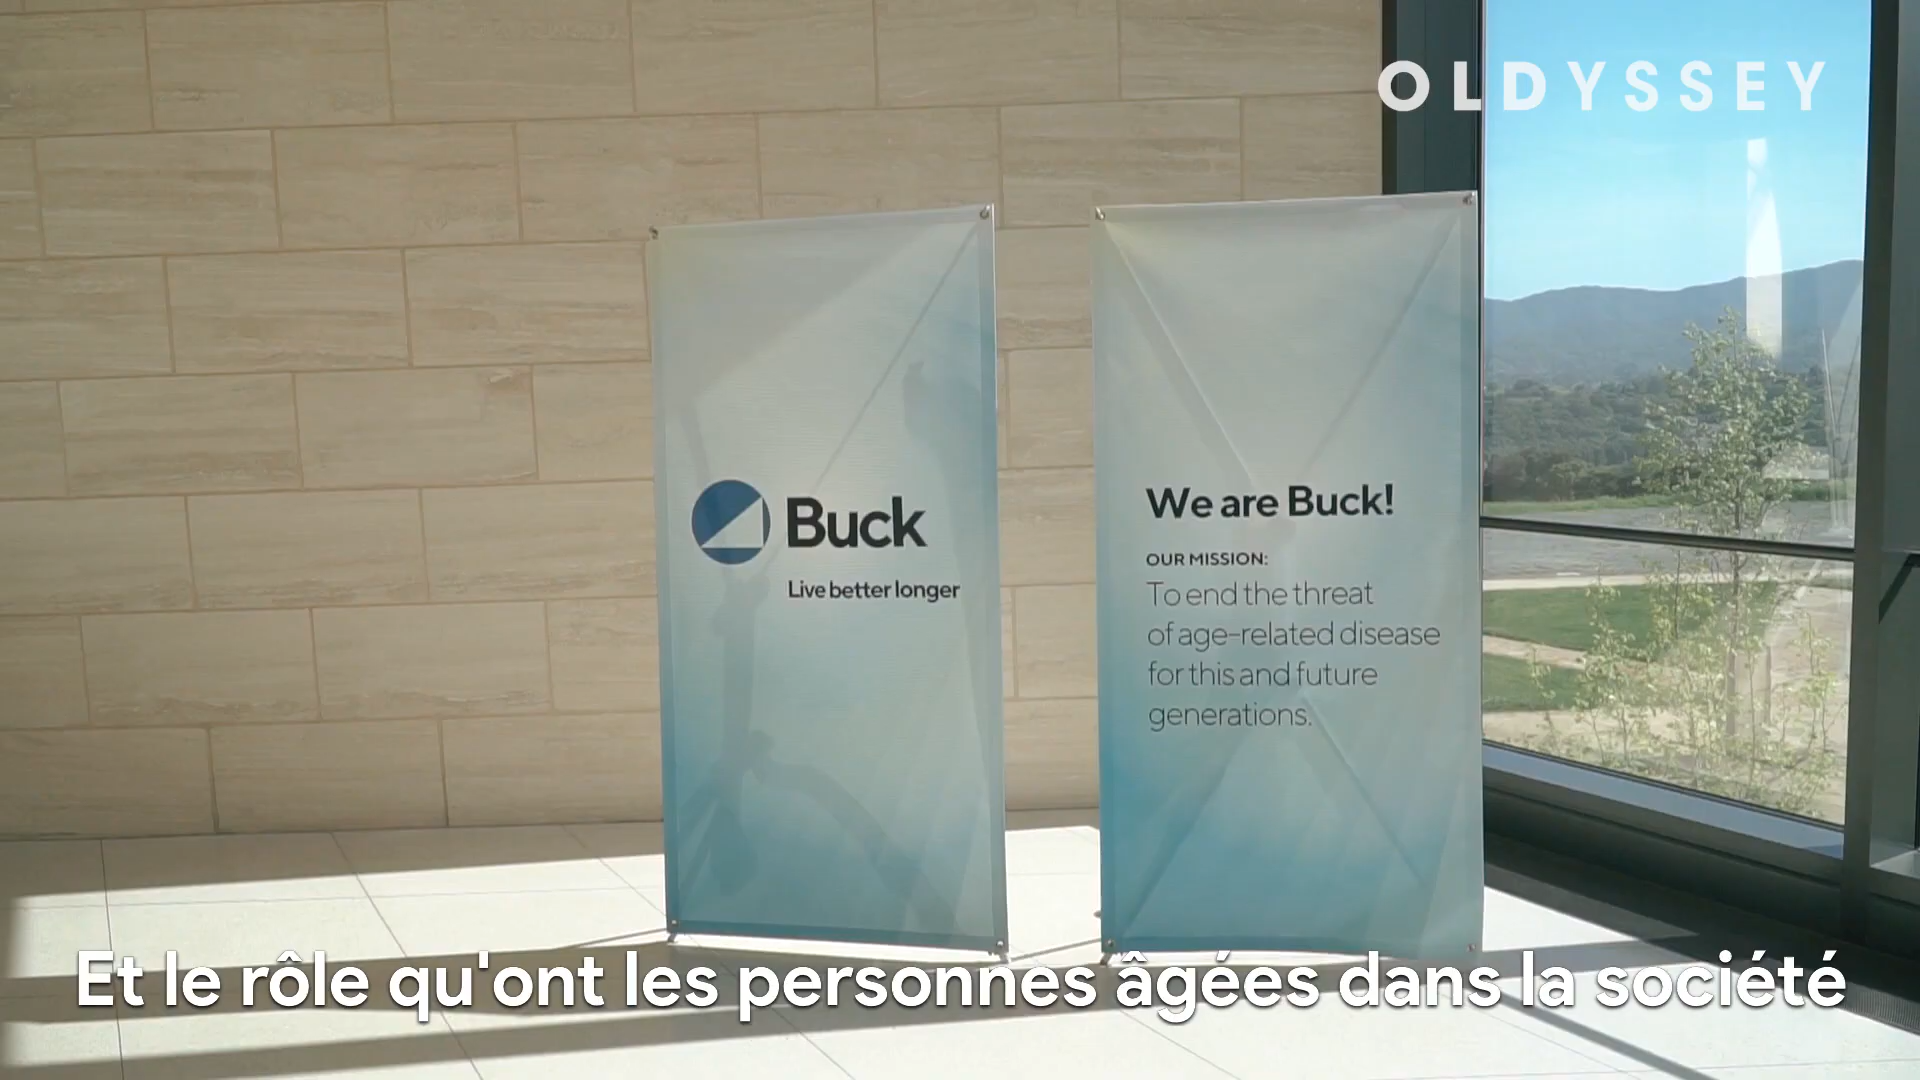 OLDYSSEY
Buck
Live better longer
We are Buck!
OUR MISSION:
To end the threat
of age-related disease
for this and future
generations.
Et le rôle qu'ont les personnes âgées dans la société